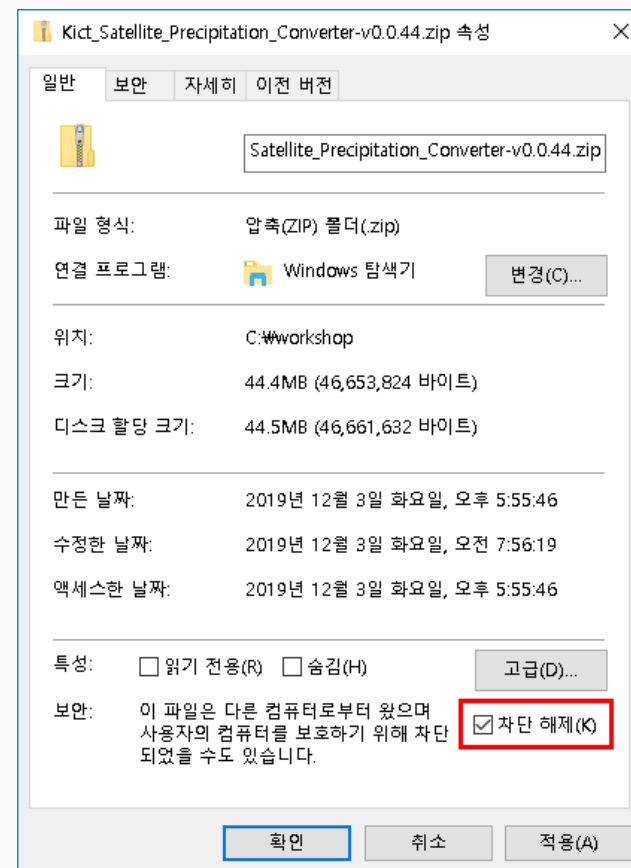 Kict_Satellite_Precipitation_Converter-v0.0.44.zip 속성
일반 보안 자세히 이전 버전
Satellite_Precipitation_Converter-v0.0.44.zip
파일 형식: 압축(ZIP) 폴더(.zip)
연결 프로그램: Windows 탐색기 변경(C)...
위치: C:₩workshop
크기: 44.4MB (46,653,824 바이트)
디스크 할당 크기: 44.5MB (46,661,632 바이트)
만든 날짜: 2019년 12월 3일 화요일, 오후 5:55:46
수정한 날짜: 2019년 12월 3일 화요일, 오전 7:56:19
액세스한 날짜: 2019년 12월 3일 화요일, 오후 5:55:46
특성: 읽기 전용(R) 숨김(H) 고급(D)...
보안: 이 파일은 다른 컴퓨터로부터 왔으며
사용자의 컴퓨터를 보호하기 위해 차단 차단 해제(K)
되었을 수도 있습니다.
확인 취소 적용(A)